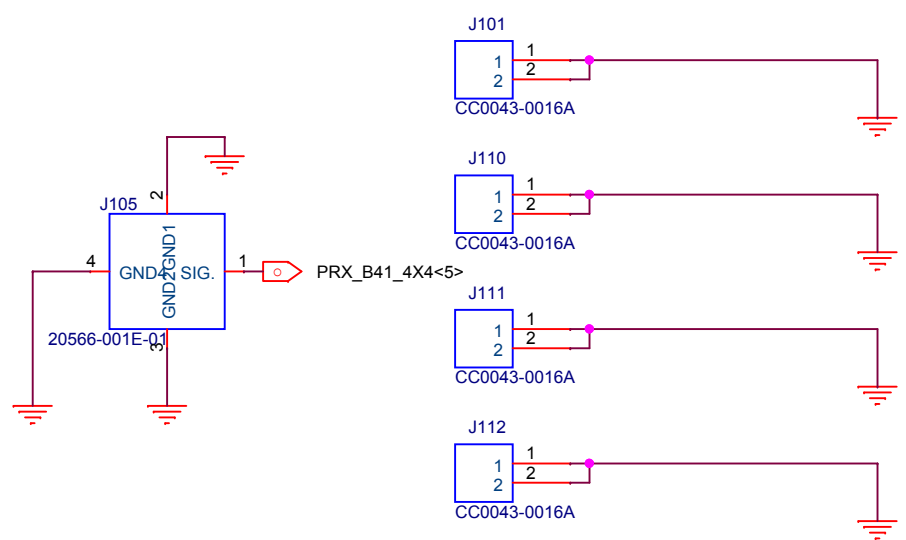 J101
1
1
2
2
CC0043-0016A
J110
1
1
2
2
CC0043-0016A
J105
2
GND1
4
GND4
SIG.
1
PRX_B41_4X4<5>
GND2
20566-001E-01
3
J111
1
1
2
2
CC0043-0016A
J112
1
1
2
2
CC0043-0016A